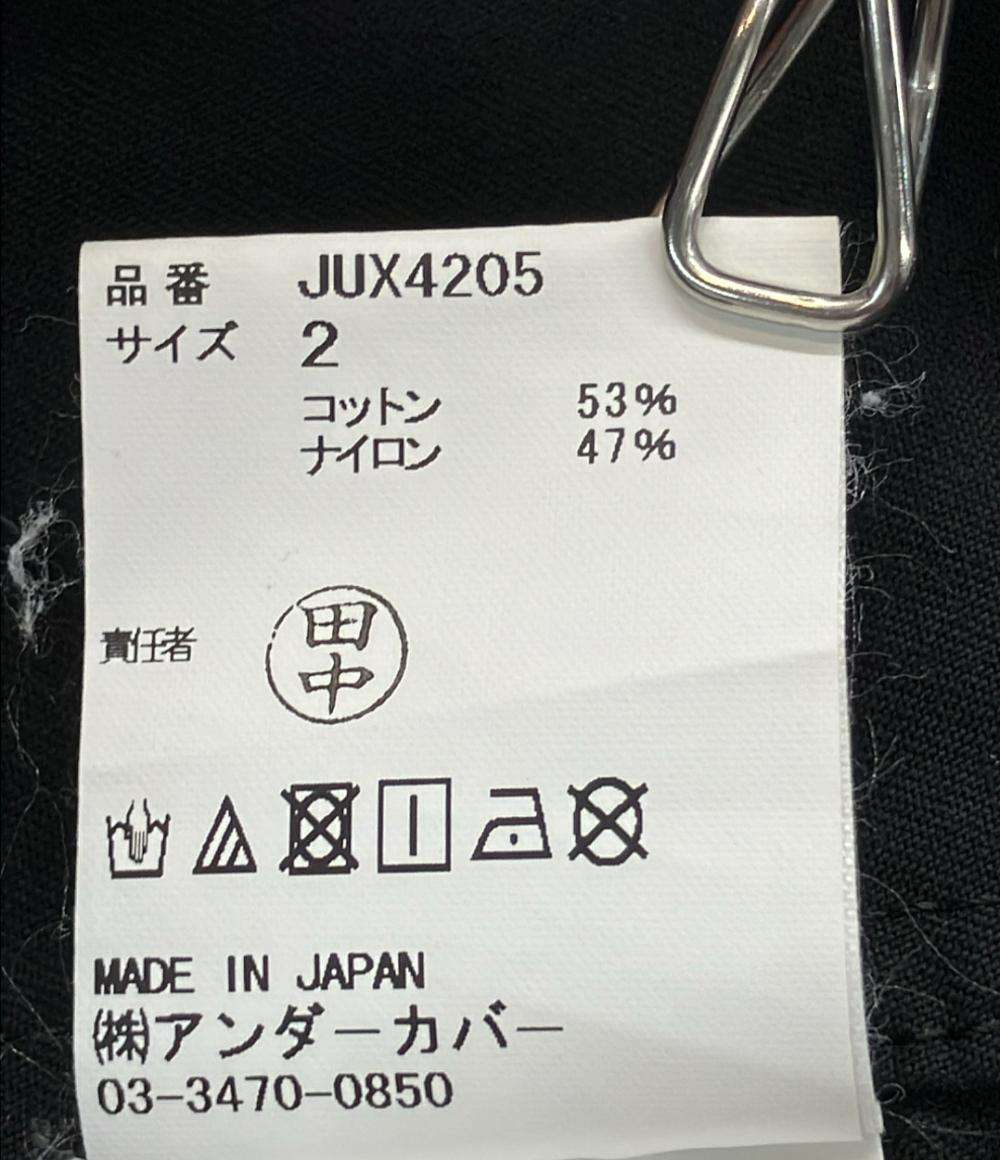 品番 JUX4205
サイズ 2
コットン 53%
ナイロン 47%
責任者 田中
MADE IN JAPAN
㈱アンダーカバー
03-3470-0850